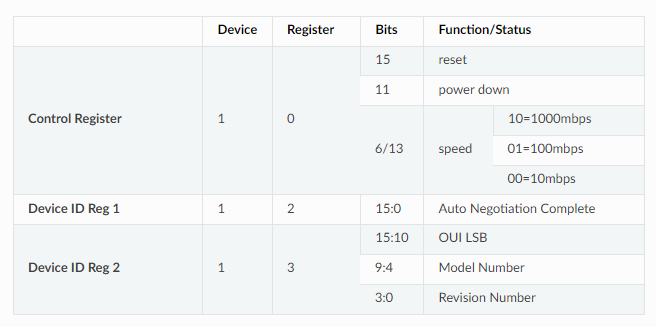 Device Register Bits Function/Status
Control Register 1 0 15 reset
11 power down
6/13 speed 10=1000mbps
01=100mbps
00=10mbps
Device ID Reg 1 1 2 15:0 Auto Negotiation Complete
Device ID Reg 2 1 3 15:10 OUI LSB
9:4 Model Number
3:0 Revision Number